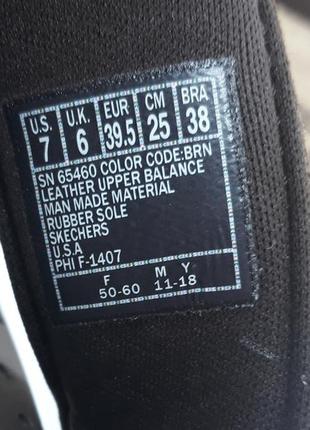 U.S. U.K. EUR CM BRA
7 6 39.5 25 38
SN 65460 COLOR CODE:BRN
LEATHER UPPER BALANCE
MAN MADE MATERIAL
RUBBER SOLE
SKECHERS
U.S.A
PHI F-1407
F M Y
50-60 11-18